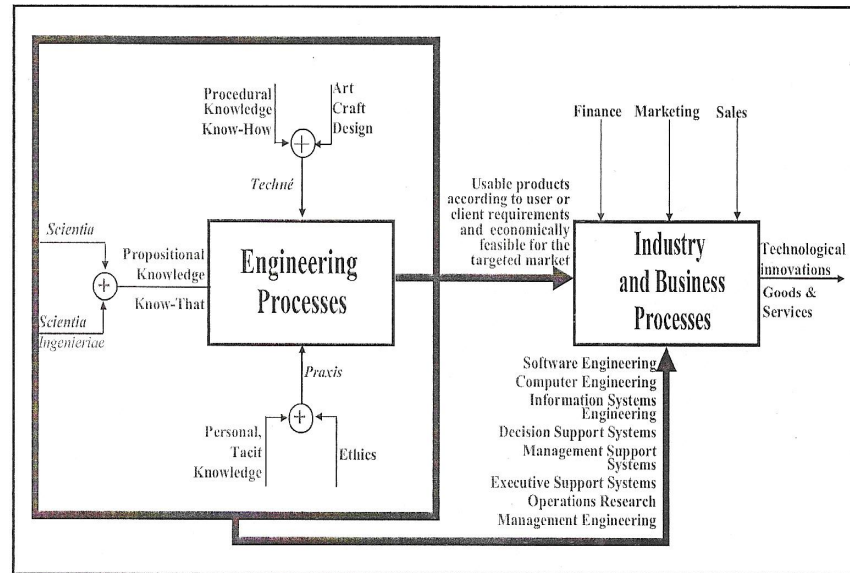 Procedural
Knowledge
Know-How
Art
Craft
Design
Techné
Scientia
Propositional
Knowledge
Know-That
Scientia
Ingenieriae
Engineering
Processes
Praxis
Personal,
Tacit
Knowledge
Ethics
Usable products
according to user or
client requirements
and economically
feasible for the
targeted market
Finance
Marketing
Sales
Industry
and Business
Processes
Technological
innovations
Goods &
Services
Software Engineering
Computer Engineering
Information Systems
Engineering
Decision Support Systems
Management Support
Systems
Executive Support Systems
Operations Research
Management Engineering